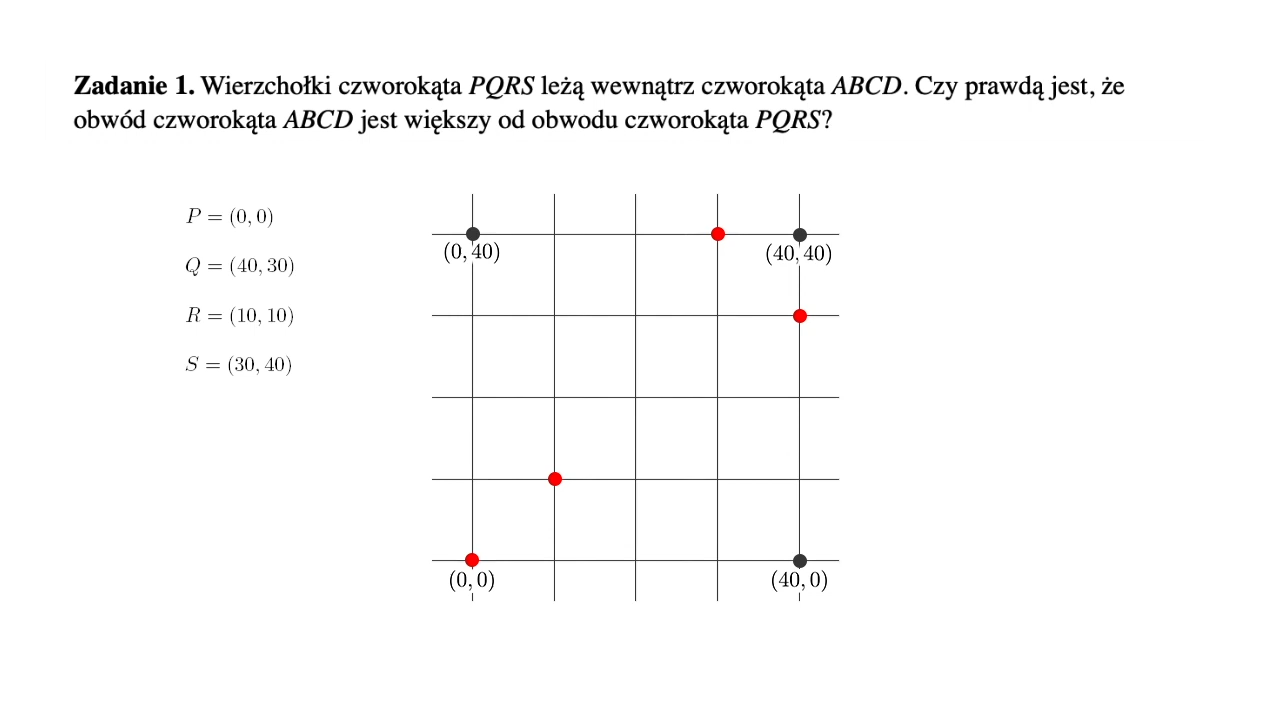 Zadanie 1. Wierzchołki czworokąta PQRS leżą wewnątrz czworokąta ABCD. Czy prawdą jest, że
obwód czworokąta ABCD jest większy od obwodu czworokąta PQRS?
P = (0, 0)
Q = (40, 30)
R = (10, 10)
S = (30, 40)
(0, 40)
(40, 40)
(0, 0)
(40, 0)